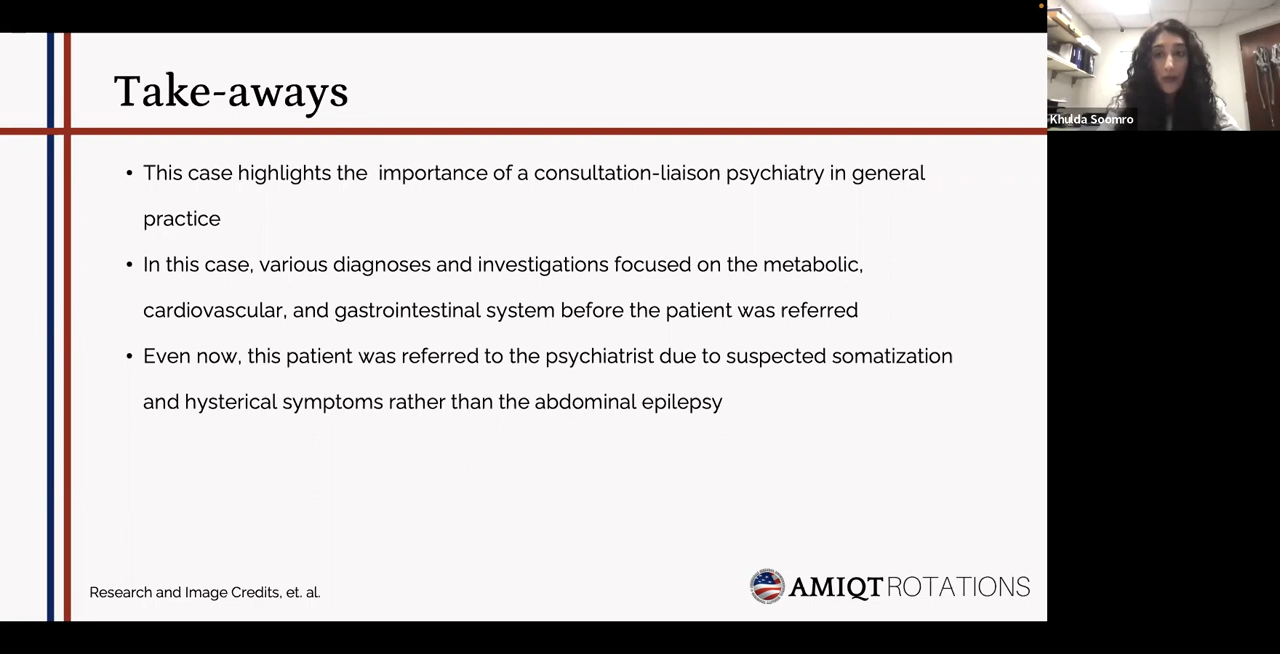 Take-aways
Khulda Soomro
• This case highlights the  importance of a consultation-liaison psychiatry in general
practice
• In this case, various diagnoses and investigations focused on the metabolic,
cardiovascular, and gastrointestinal system before the patient was referred
• Even now, this patient was referred to the psychiatrist due to suspected somatization
and hysterical symptoms rather than the abdominal epilepsy
Research and Image Credits, et. al.
AMIQT ROTATIONS